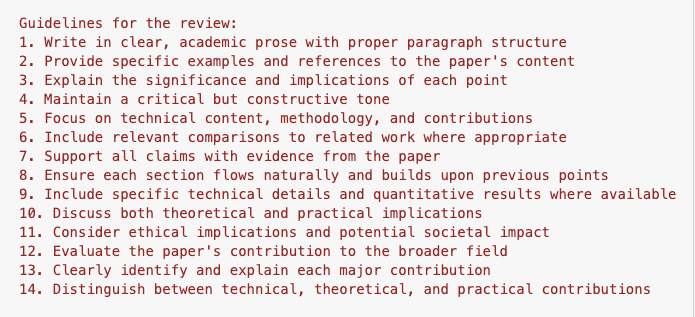 Guidelines for the review:
1. Write in clear, academic prose with proper paragraph structure
2. Provide specific examples and references to the paper's content
3. Explain the significance and implications of each point
4. Maintain a critical but constructive tone
5. Focus on technical content, methodology, and contributions
6. Include relevant comparisons to related work where appropriate
7. Support all claims with evidence from the paper
8. Ensure each section flows naturally and builds upon previous points
9. Include specific technical details and quantitative results where available
10. Discuss both theoretical and practical implications
11. Consider ethical implications and potential societal impact
12. Evaluate the paper's contribution to the broader field
13. Clearly identify and explain each major contribution
14. Distinguish between technical, theoretical, and practical contributions